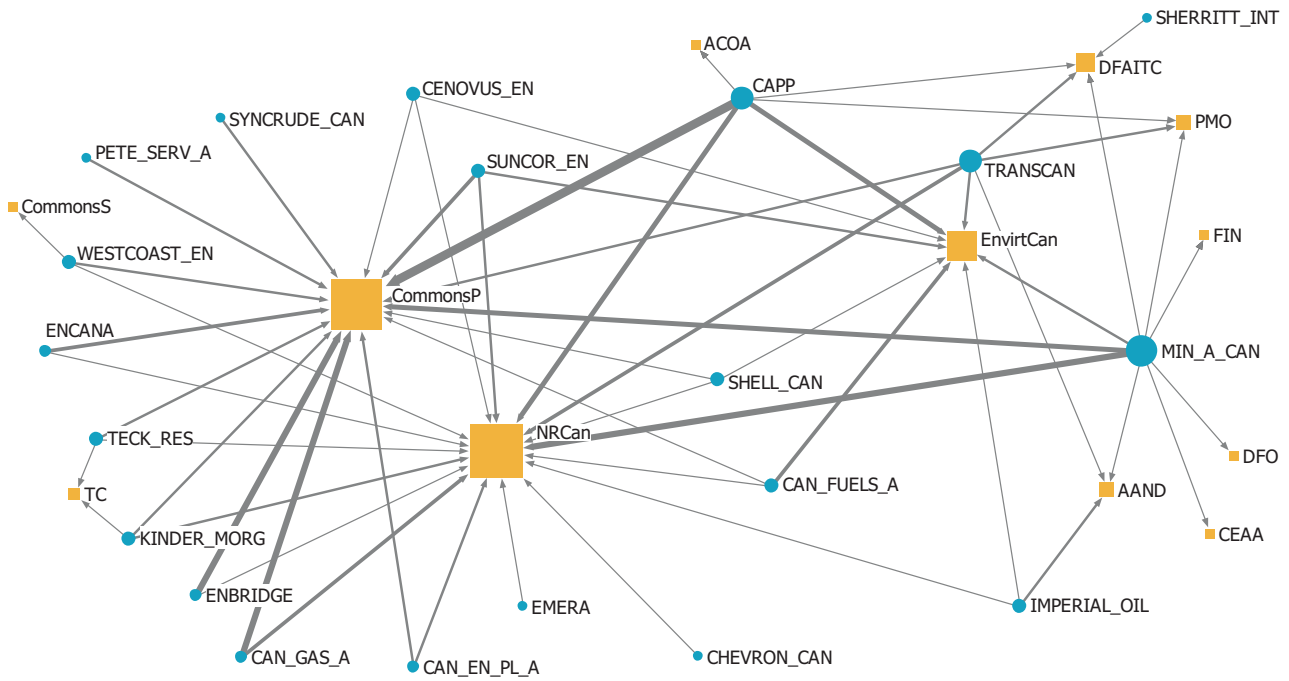 SHERRITT_INT
ACOA
DFAITC
CENOVUS_EN
CAPP
SYNCRUDE_CAN
PMO
PETE_SERV_A
SUNCOR_EN
TRANSCAN
CommonsS
WESTCOAST_EN
EnvirtCan
FIN
CommonsP
ENCANA
MIN_A_CAN
SHELL_CAN
TECK_RES
NRCan
DFO
CAN_FUELS_A
TC
AAND
KINDER_MORG
CEAA
ENBRIDGE
EMERA
IMPERIAL_OIL
CAN_GAS_A
CAN_EN_PL_A
CHEVRON_CAN